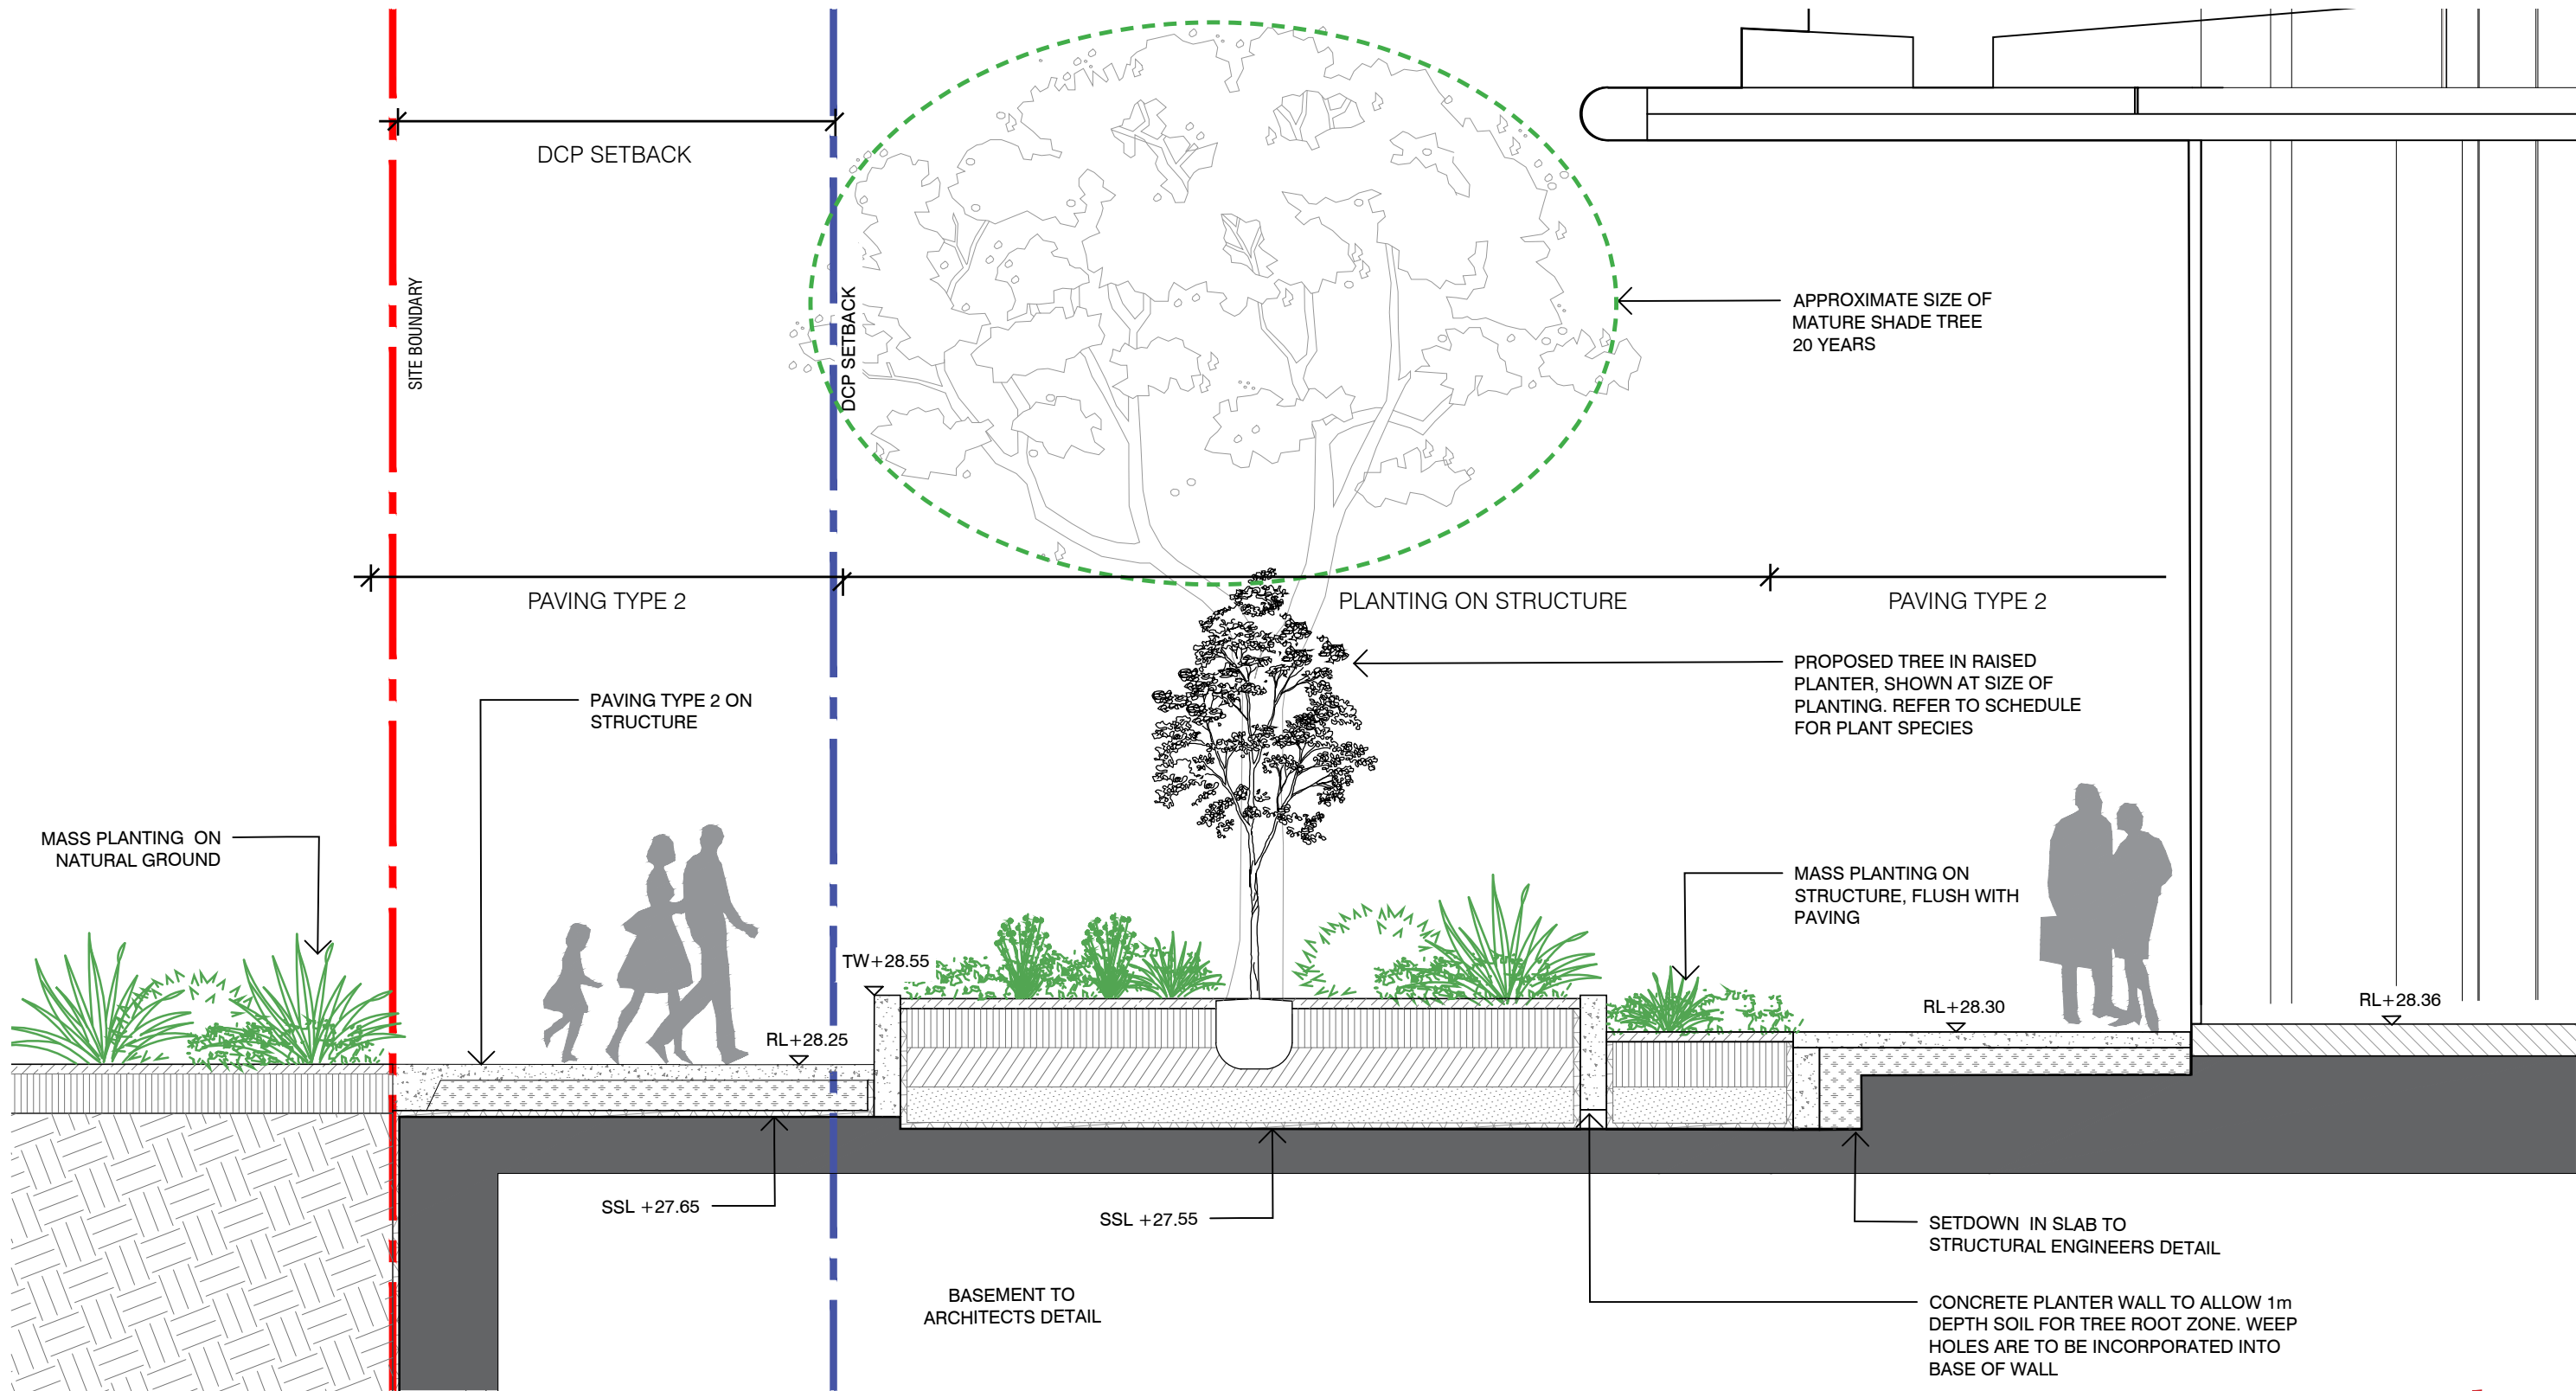 DCP SETBACK
SITE BOUNDARY
DCP SETBACK
APPROXIMATE SIZE OF
MATURE SHADE TREE
20 YEARS
PAVING TYPE 2
PLANTING ON STRUCTURE
PAVING TYPE 2
PROPOSED TREE IN RAISED
PLANTER, SHOWN AT SIZE OF
PLANTING. REFER TO SCHEDULE
FOR PLANT SPECIES
PAVING TYPE 2 ON
STRUCTURE
MASS PLANTING ON
NATURAL GROUND
MASS PLANTING ON
STRUCTURE, FLUSH WITH
PAVING
TW+28.55
RL+28.25
RL+28.30
RL+28.36
SSL +27.65
SSL +27.55
SETDOWN IN SLAB TO
STRUCTURAL ENGINEERS DETAIL
BASEMENT TO
ARCHITECTS DETAIL
CONCRETE PLANTER WALL TO ALLOW 1m
DEPTH SOIL FOR TREE ROOT ZONE. WEEP
HOLES ARE TO BE INCORPORATED INTO
BASE OF WALL